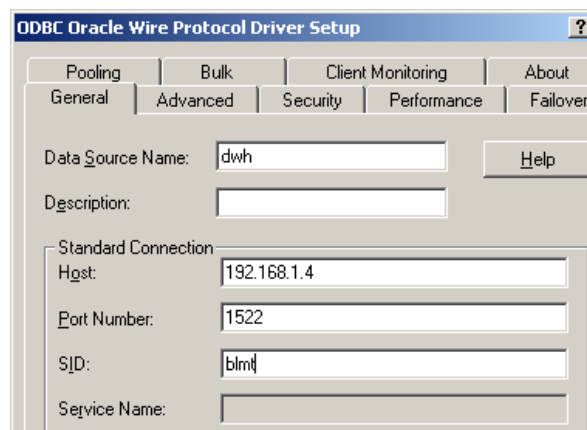 ODBC Oracle Wire Protocol Driver Setup ?
Pooling Bulk Client Monitoring About
General Advanced Security Performance Failover
Data Source Name: dwh Help
Description:
Standard Connection
Host: 192.168.1.4
Port Number: 1522
SID: blmt
Service Name: